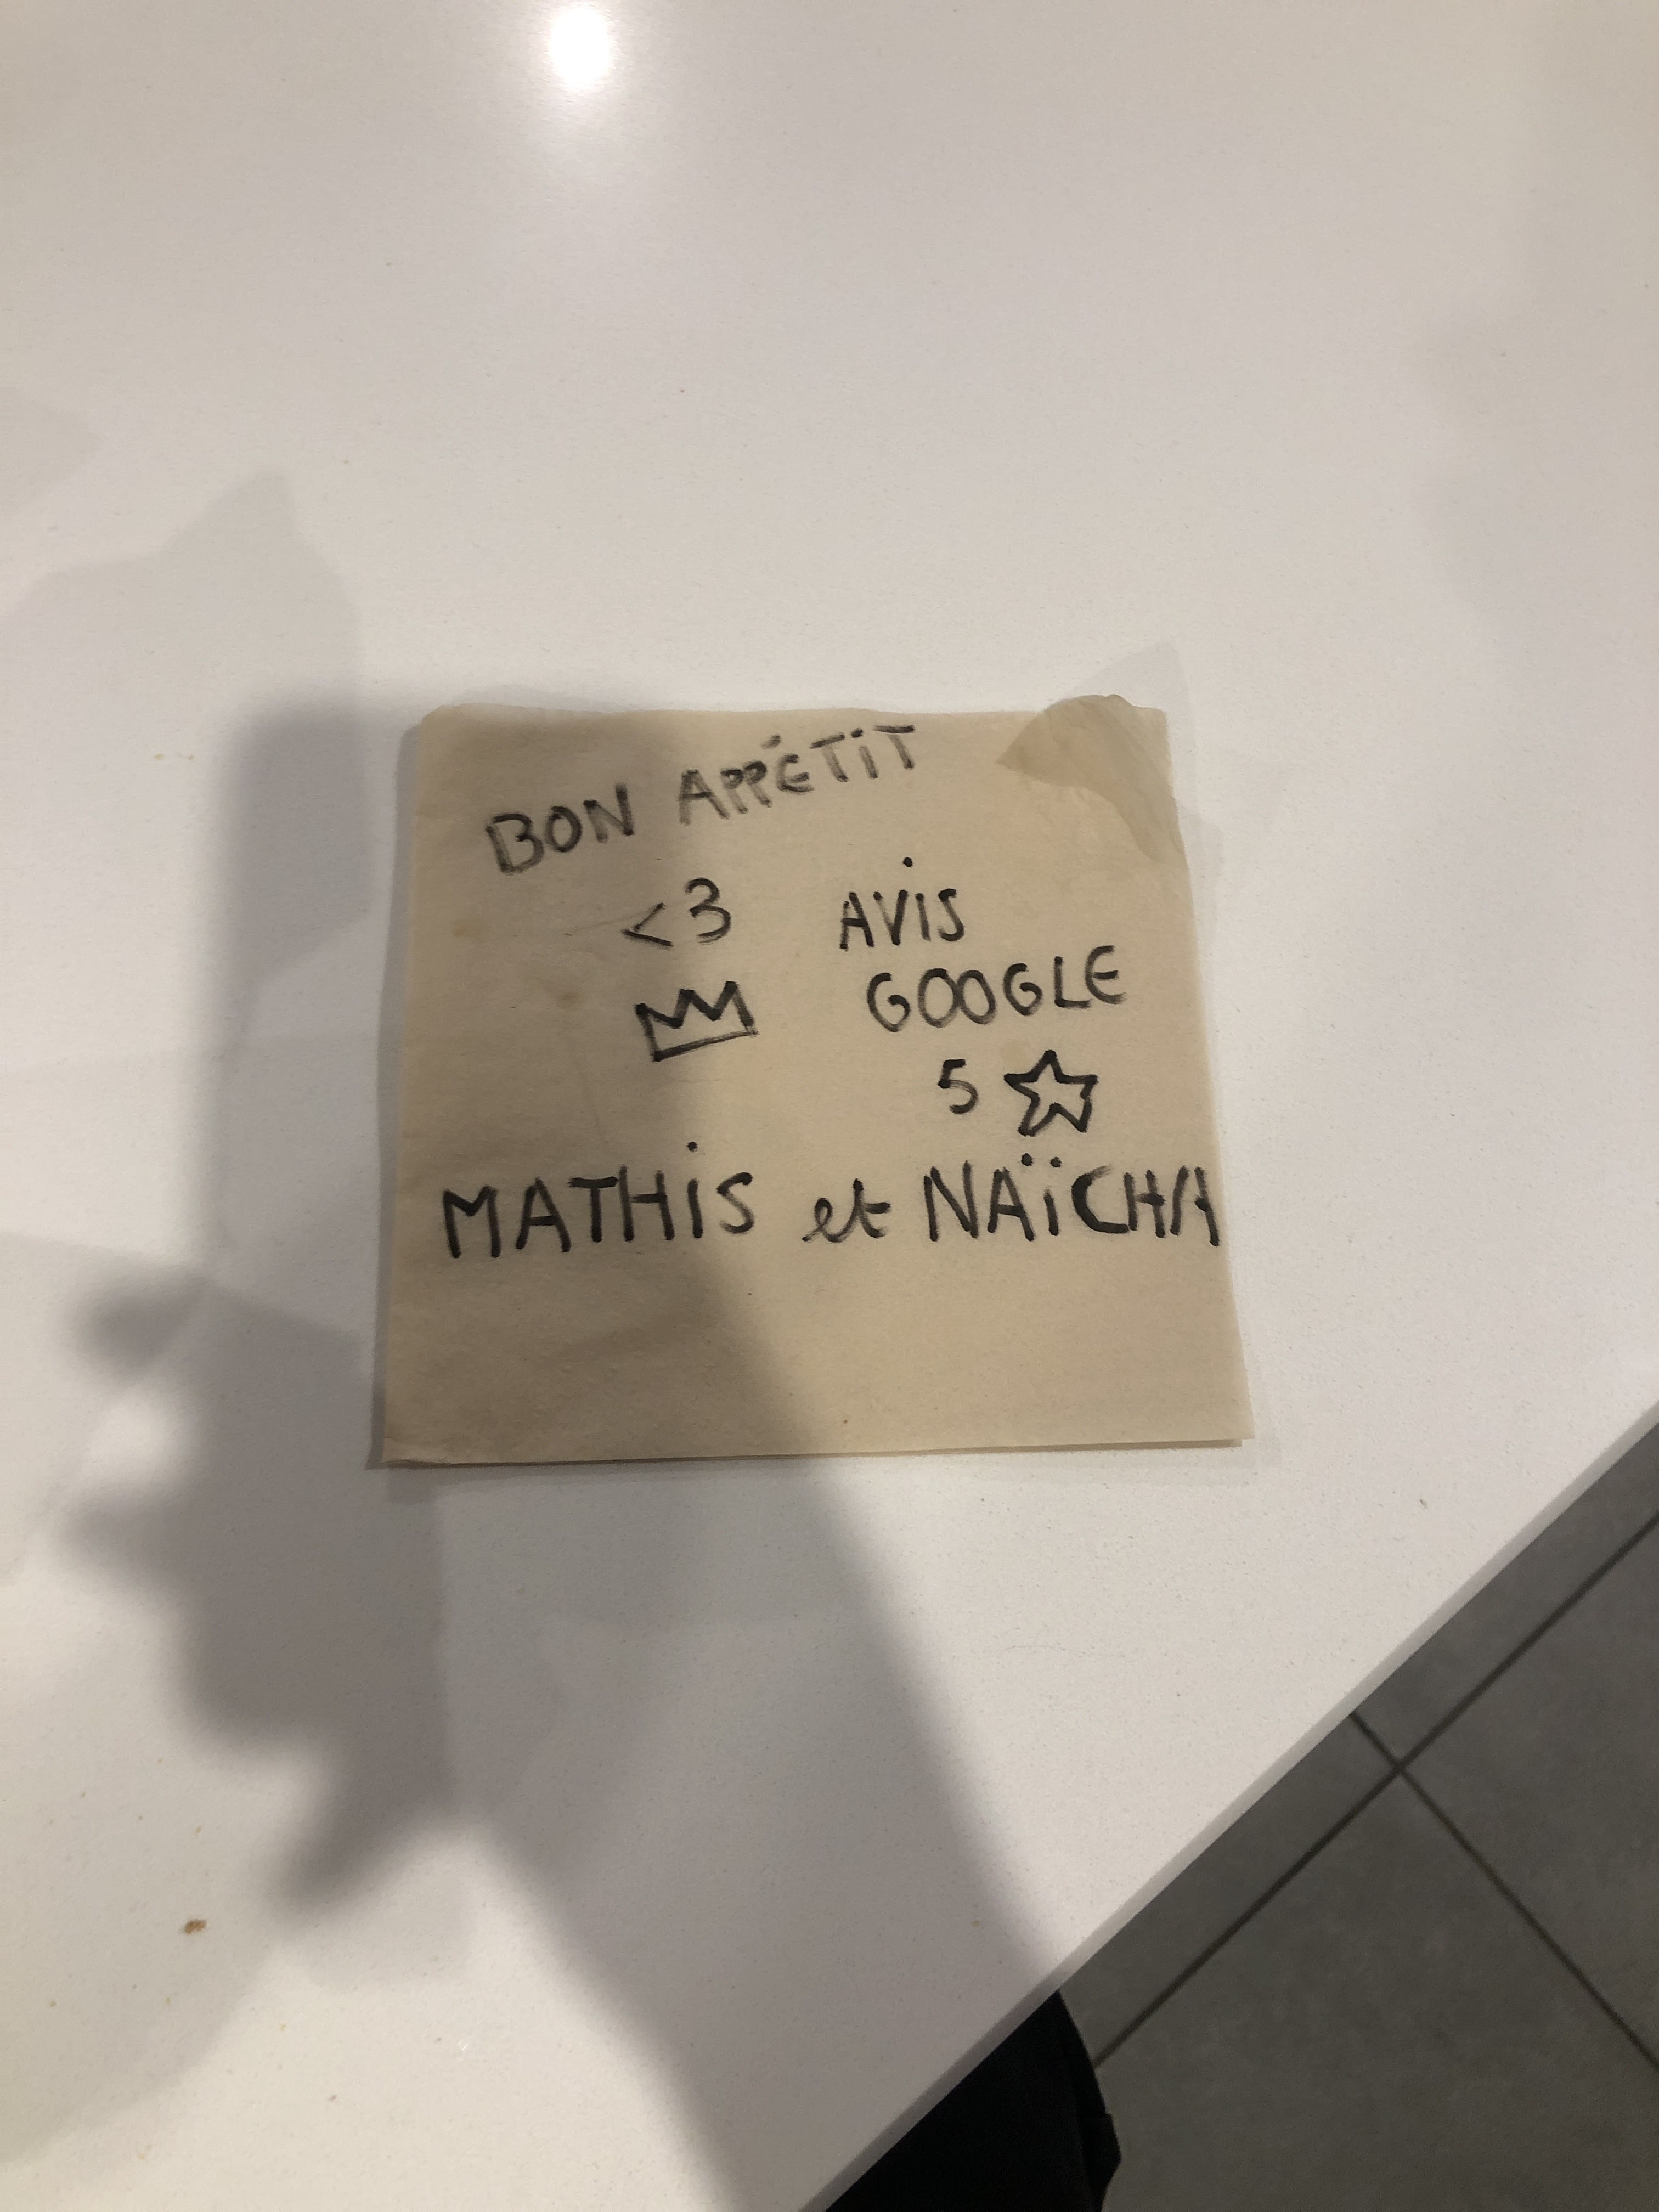 BON APPÉTIT
<3 AVIS
GOOGLE
5
MATHIS et NAÏCHA